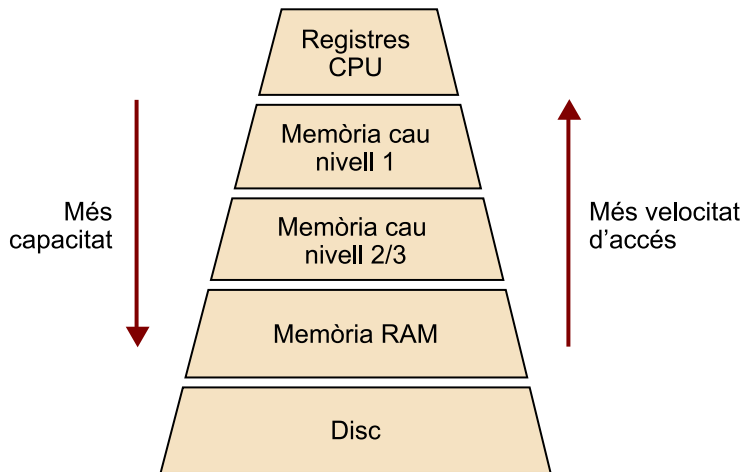 Registres
CPU
Memòria cau
nivell 1
Més
capacitat
Memòria cau
nivell 2/3
Més velocitat
d'accés
Memòria RAM
Disc